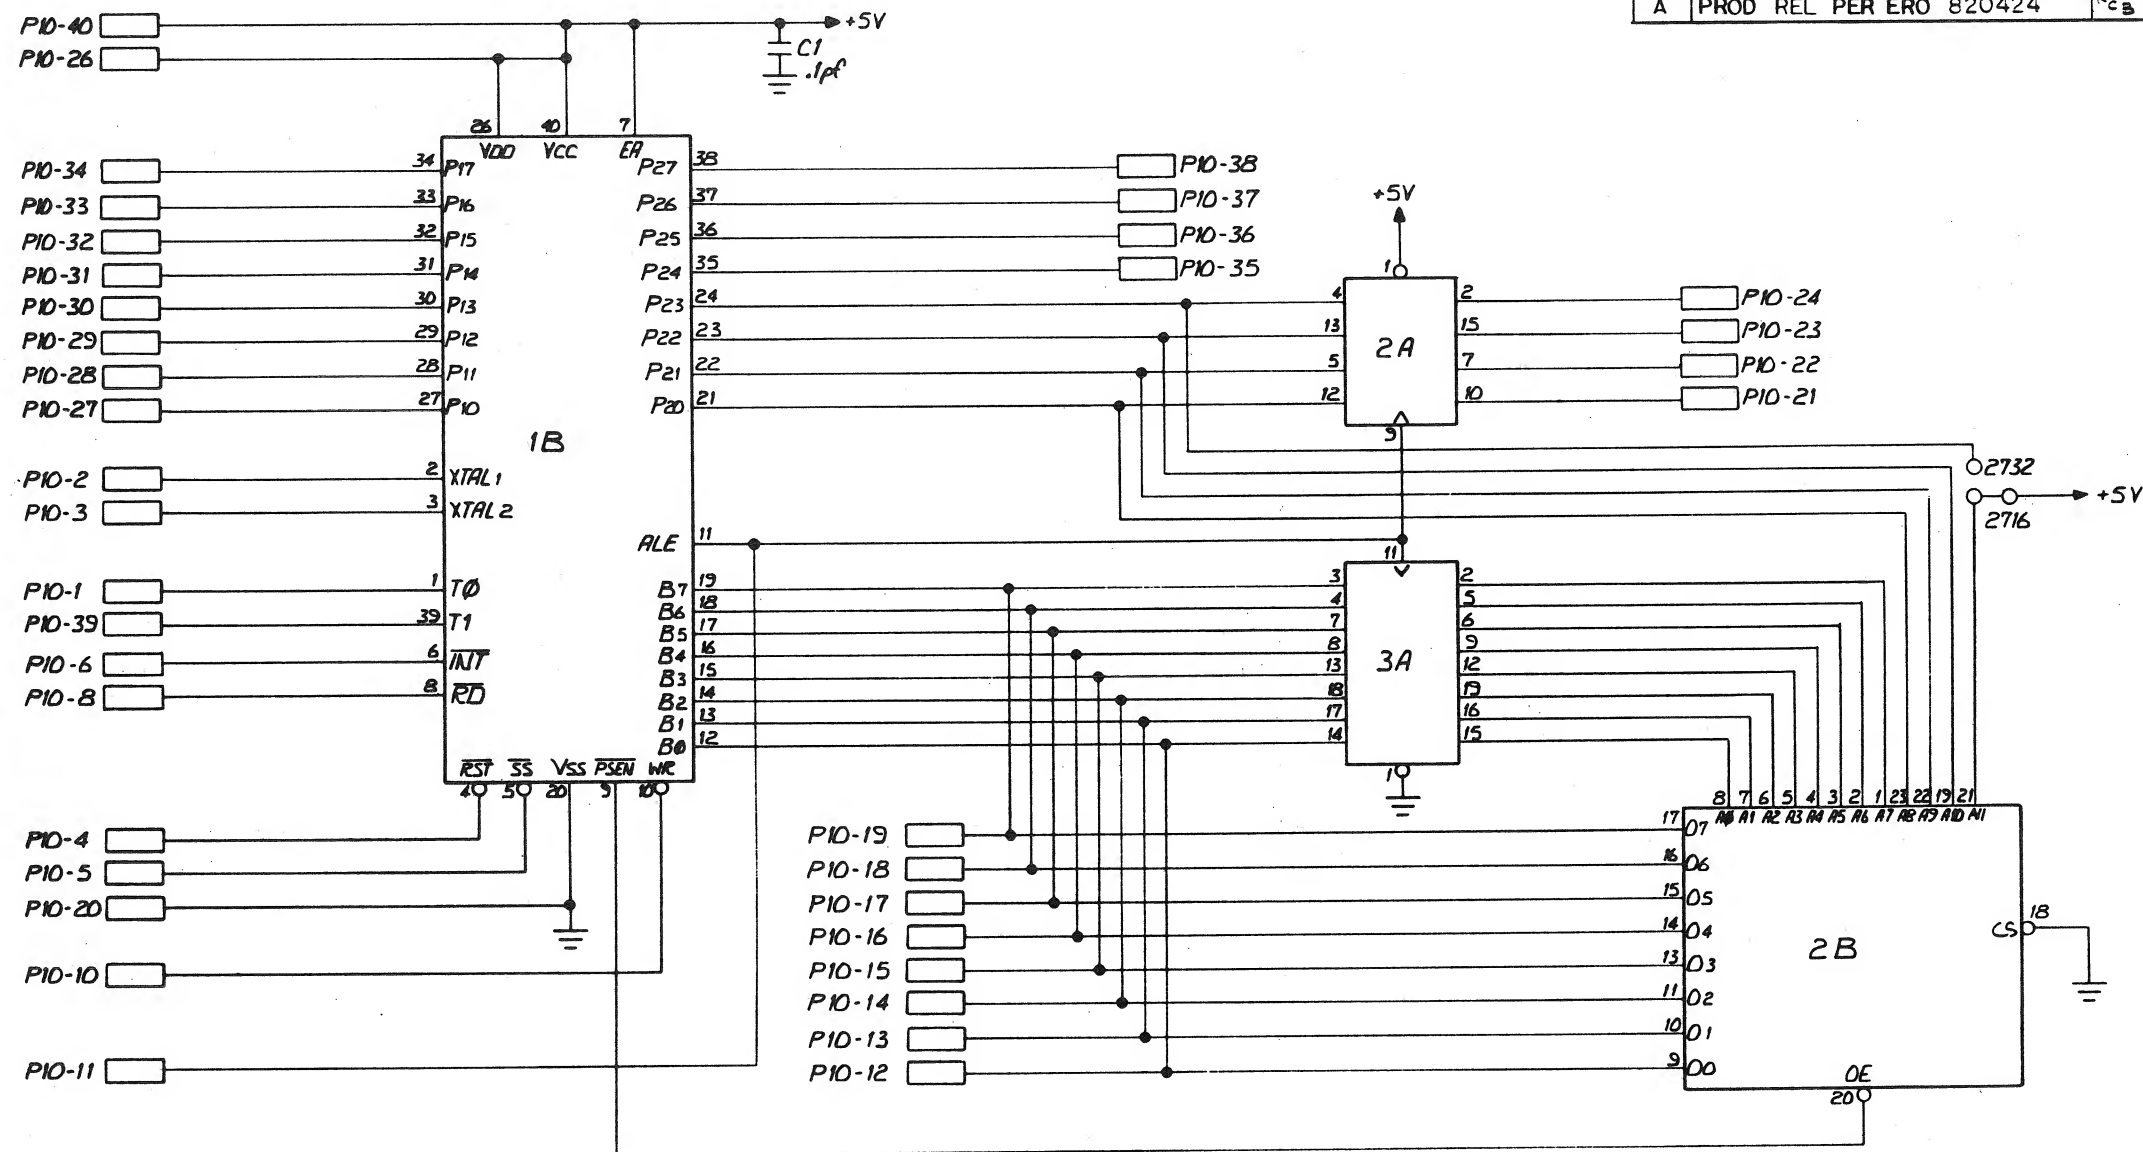 A PROD REL PER ERO 820424
P10-40
+5V
P10-26
C1
.1pf
26 40 7
VDD VCC EA
P10-34 34 P17
P10-33 33 P16
P10-32 32 P15
P10-31 31 P14
P10-30 30 P13
P10-29 29 P12
P10-28 28 P11
P10-27 27 P10
1B
P10-2 2 XTAL1
P10-3 3 XTAL2
P10-1 1 TØ
P10-39 39 T1
P10-6 6 INT
P10-8 8 RD
P27 38 P10-38
P26 37 P10-37
P25 36 P10-36
P24 35 P10-35
P23 24
P22 23
P21 22
P20 21
ALE 11
B7 19
B6 18
B5 17
B4 16
B3 15
B2 14
B1 13
BØ 12
RST SS VSS PSEN WR
4 5 20 9 10
P10-4
P10-5
P10-20
P10-10
P10-11
+5V
1
4 2 P10-24
13 15 P10-23
2A
5 7 P10-22
12 10 P10-21
9
2732
+5V
2716
11
3 2
4 5
7 6
8 9
3A
13 12
18 19
17 16
14 15
1
8 7 6 5 4 3 2 1 23 22 19 21
AØ A1 A2 A3 A4 A5 A6 A7 A8 A9 A10 A11
P10-19 17 O7
P10-18 16 O6
P10-17 15 O5
P10-16 14 O4
P10-15 13 O3
P10-14 11 O2
P10-13 10 O1
P10-12 9 O0
2B
CS 18
OE
20